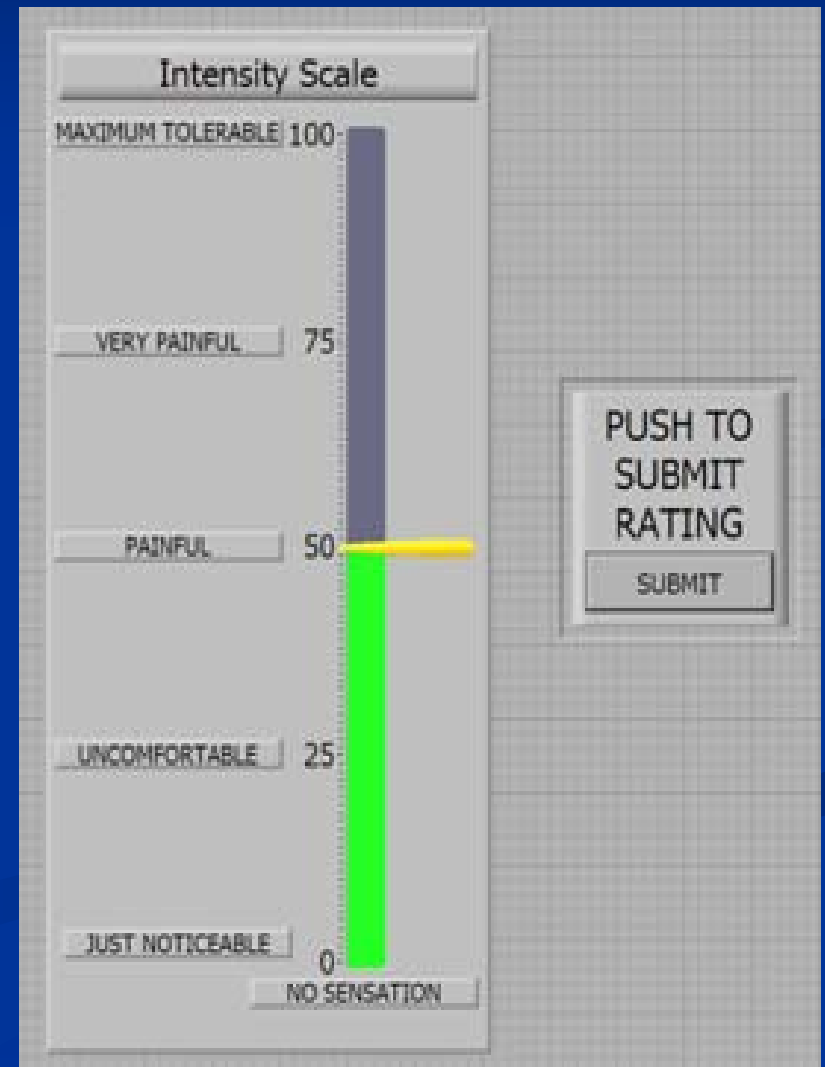 Intensity Scale
MAXIMUM TOLERABLE 100
VERY PAINFUL 75
PAINFUL 50
UNCOMFORTABLE 25
JUST NOTICEABLE
0
NO SENSATION
PUSH TO
SUBMIT
RATING
SUBMIT